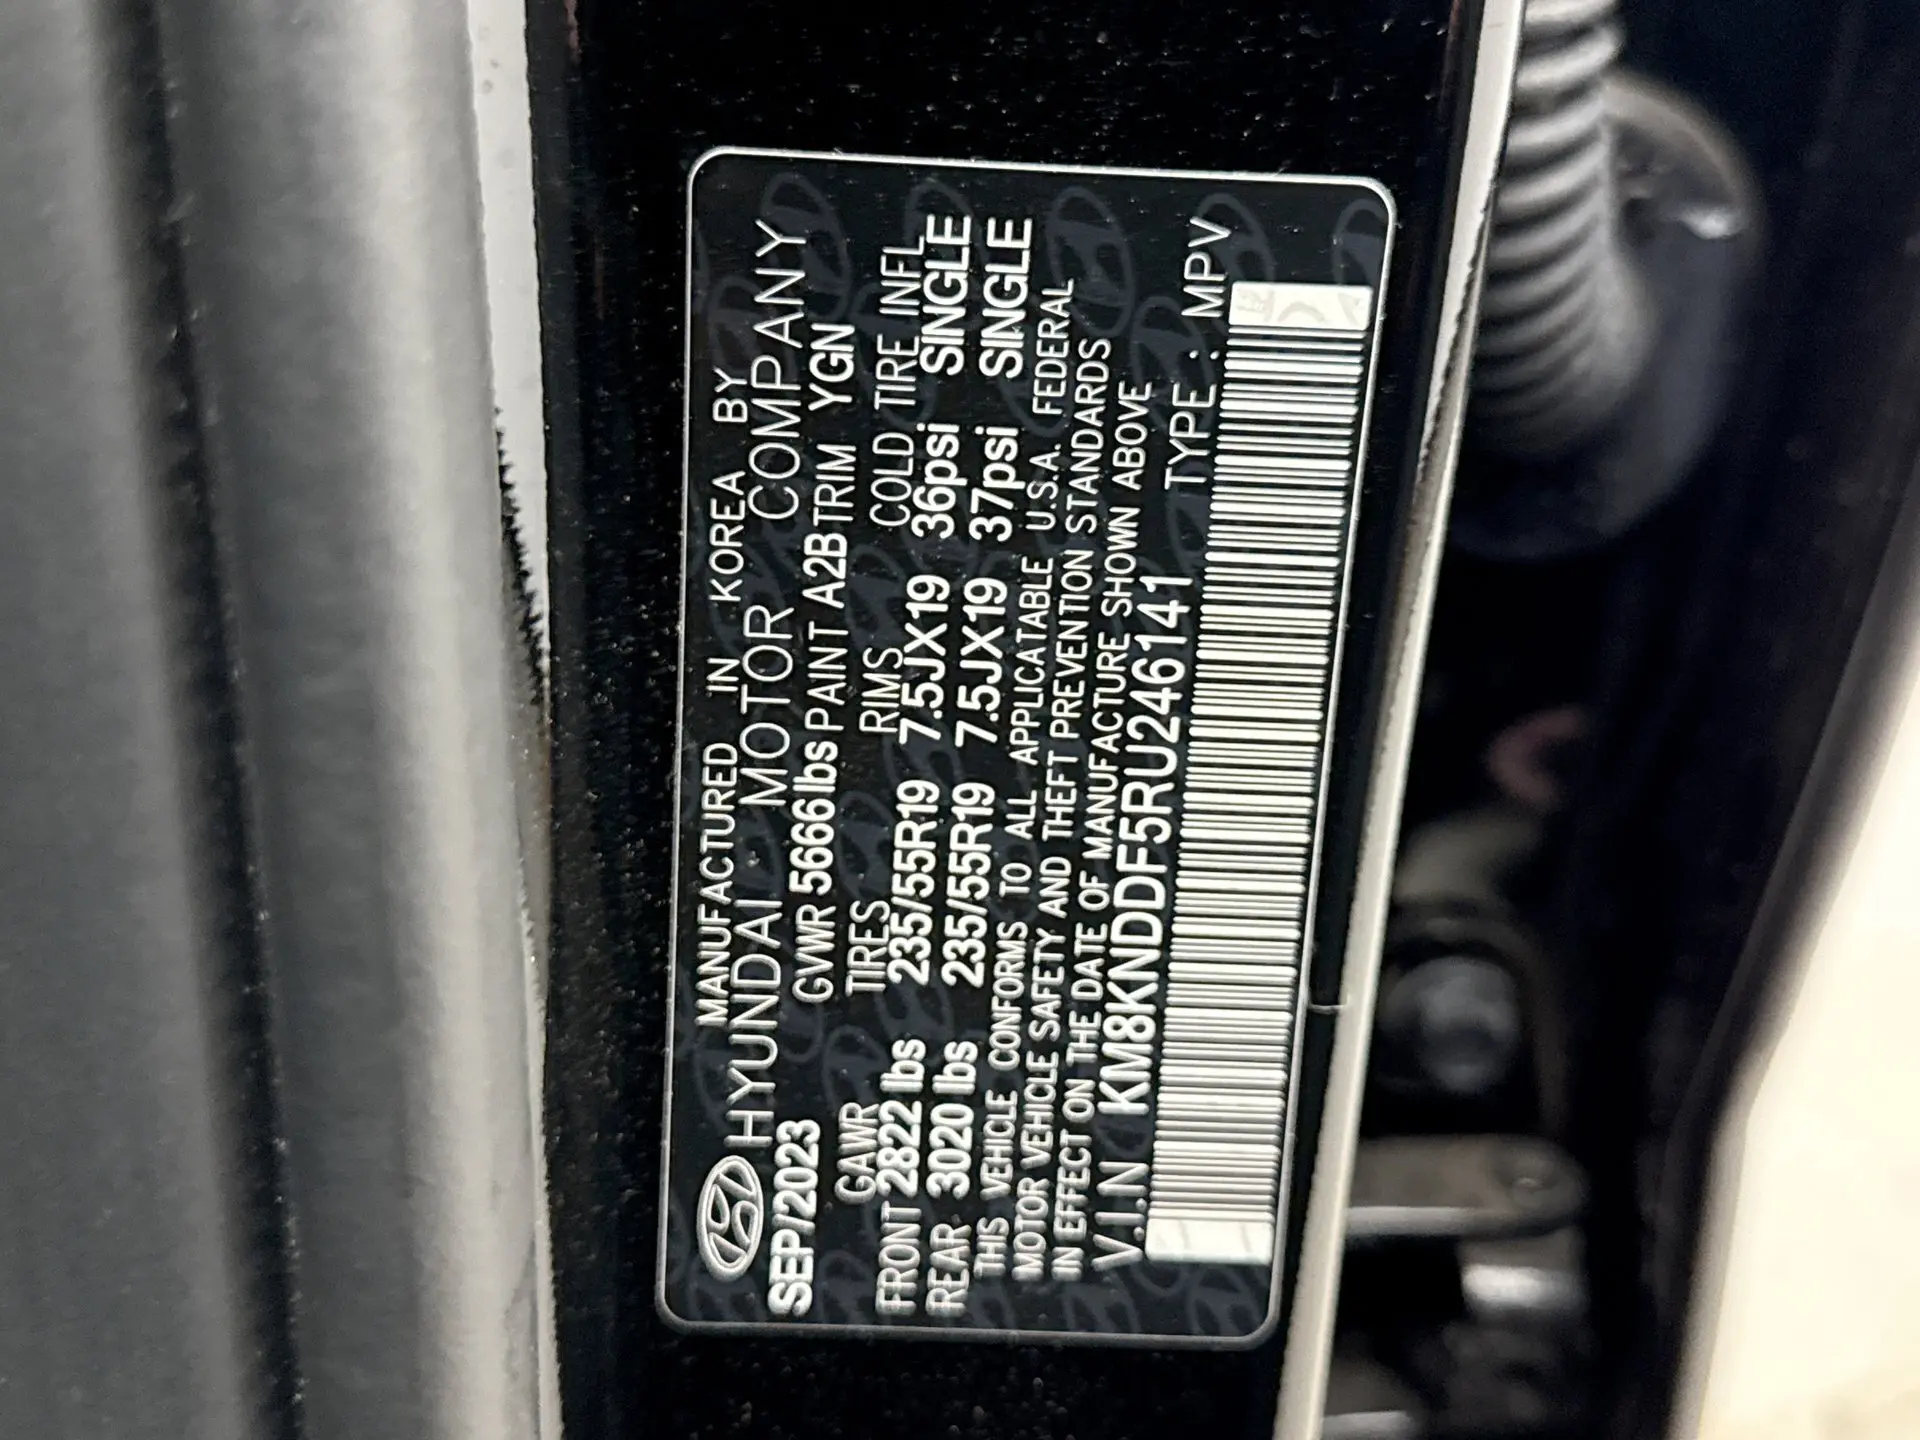 MANUFACTURED IN KOREA BY
HYUNDAI MOTOR COMPANY
SEP/2023 GVWR 5666 lbs PAINT A2B TRIM YGN
GAWR TIRES RIMS COLD TIRE INFL
FRONT 2822 lbs 235/55R19 7.5JX19 36psi SINGLE
REAR 3020 lbs 235/55R19 7.5JX19 37psi SINGLE
THIS VEHICLE CONFORMS TO ALL APPLICATABLE U.S.A. FEDERAL
MOTOR VEHICLE SAFETY AND THEFT PREVENTION STANDARDS
IN EFFECT ON THE DATE OF MANUFACTURE SHOWN ABOVE
V.I.N KM8KNDDF5RU246141 TYPE : MPV